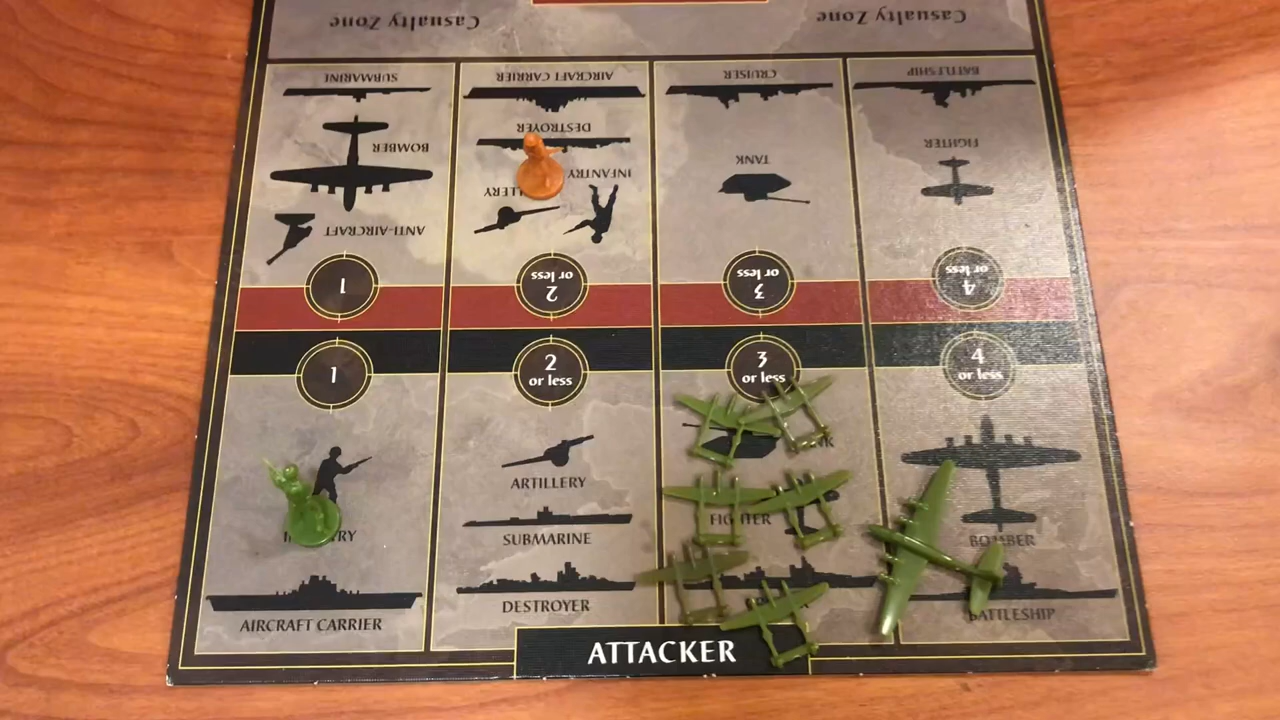 Casualty Zone
Casualty Zone
SUBMARINE
AIRCRAFT CARRIER
CRUISER
BATTLESHIP
DESTROYER
BOMBER
TANK
FIGHTER
INFANTRY
LLERY
ANTI-AIRCRAFT
1
2
or less
3
or less
4
or less
1
2
or less
3
or less
4
or less
NK
ARTILLERY
FIGHTER
SUBMARINE
BOMBER
DESTROYER
BATTLESHIP
AIRCRAFT CARRIER
ATTACKER